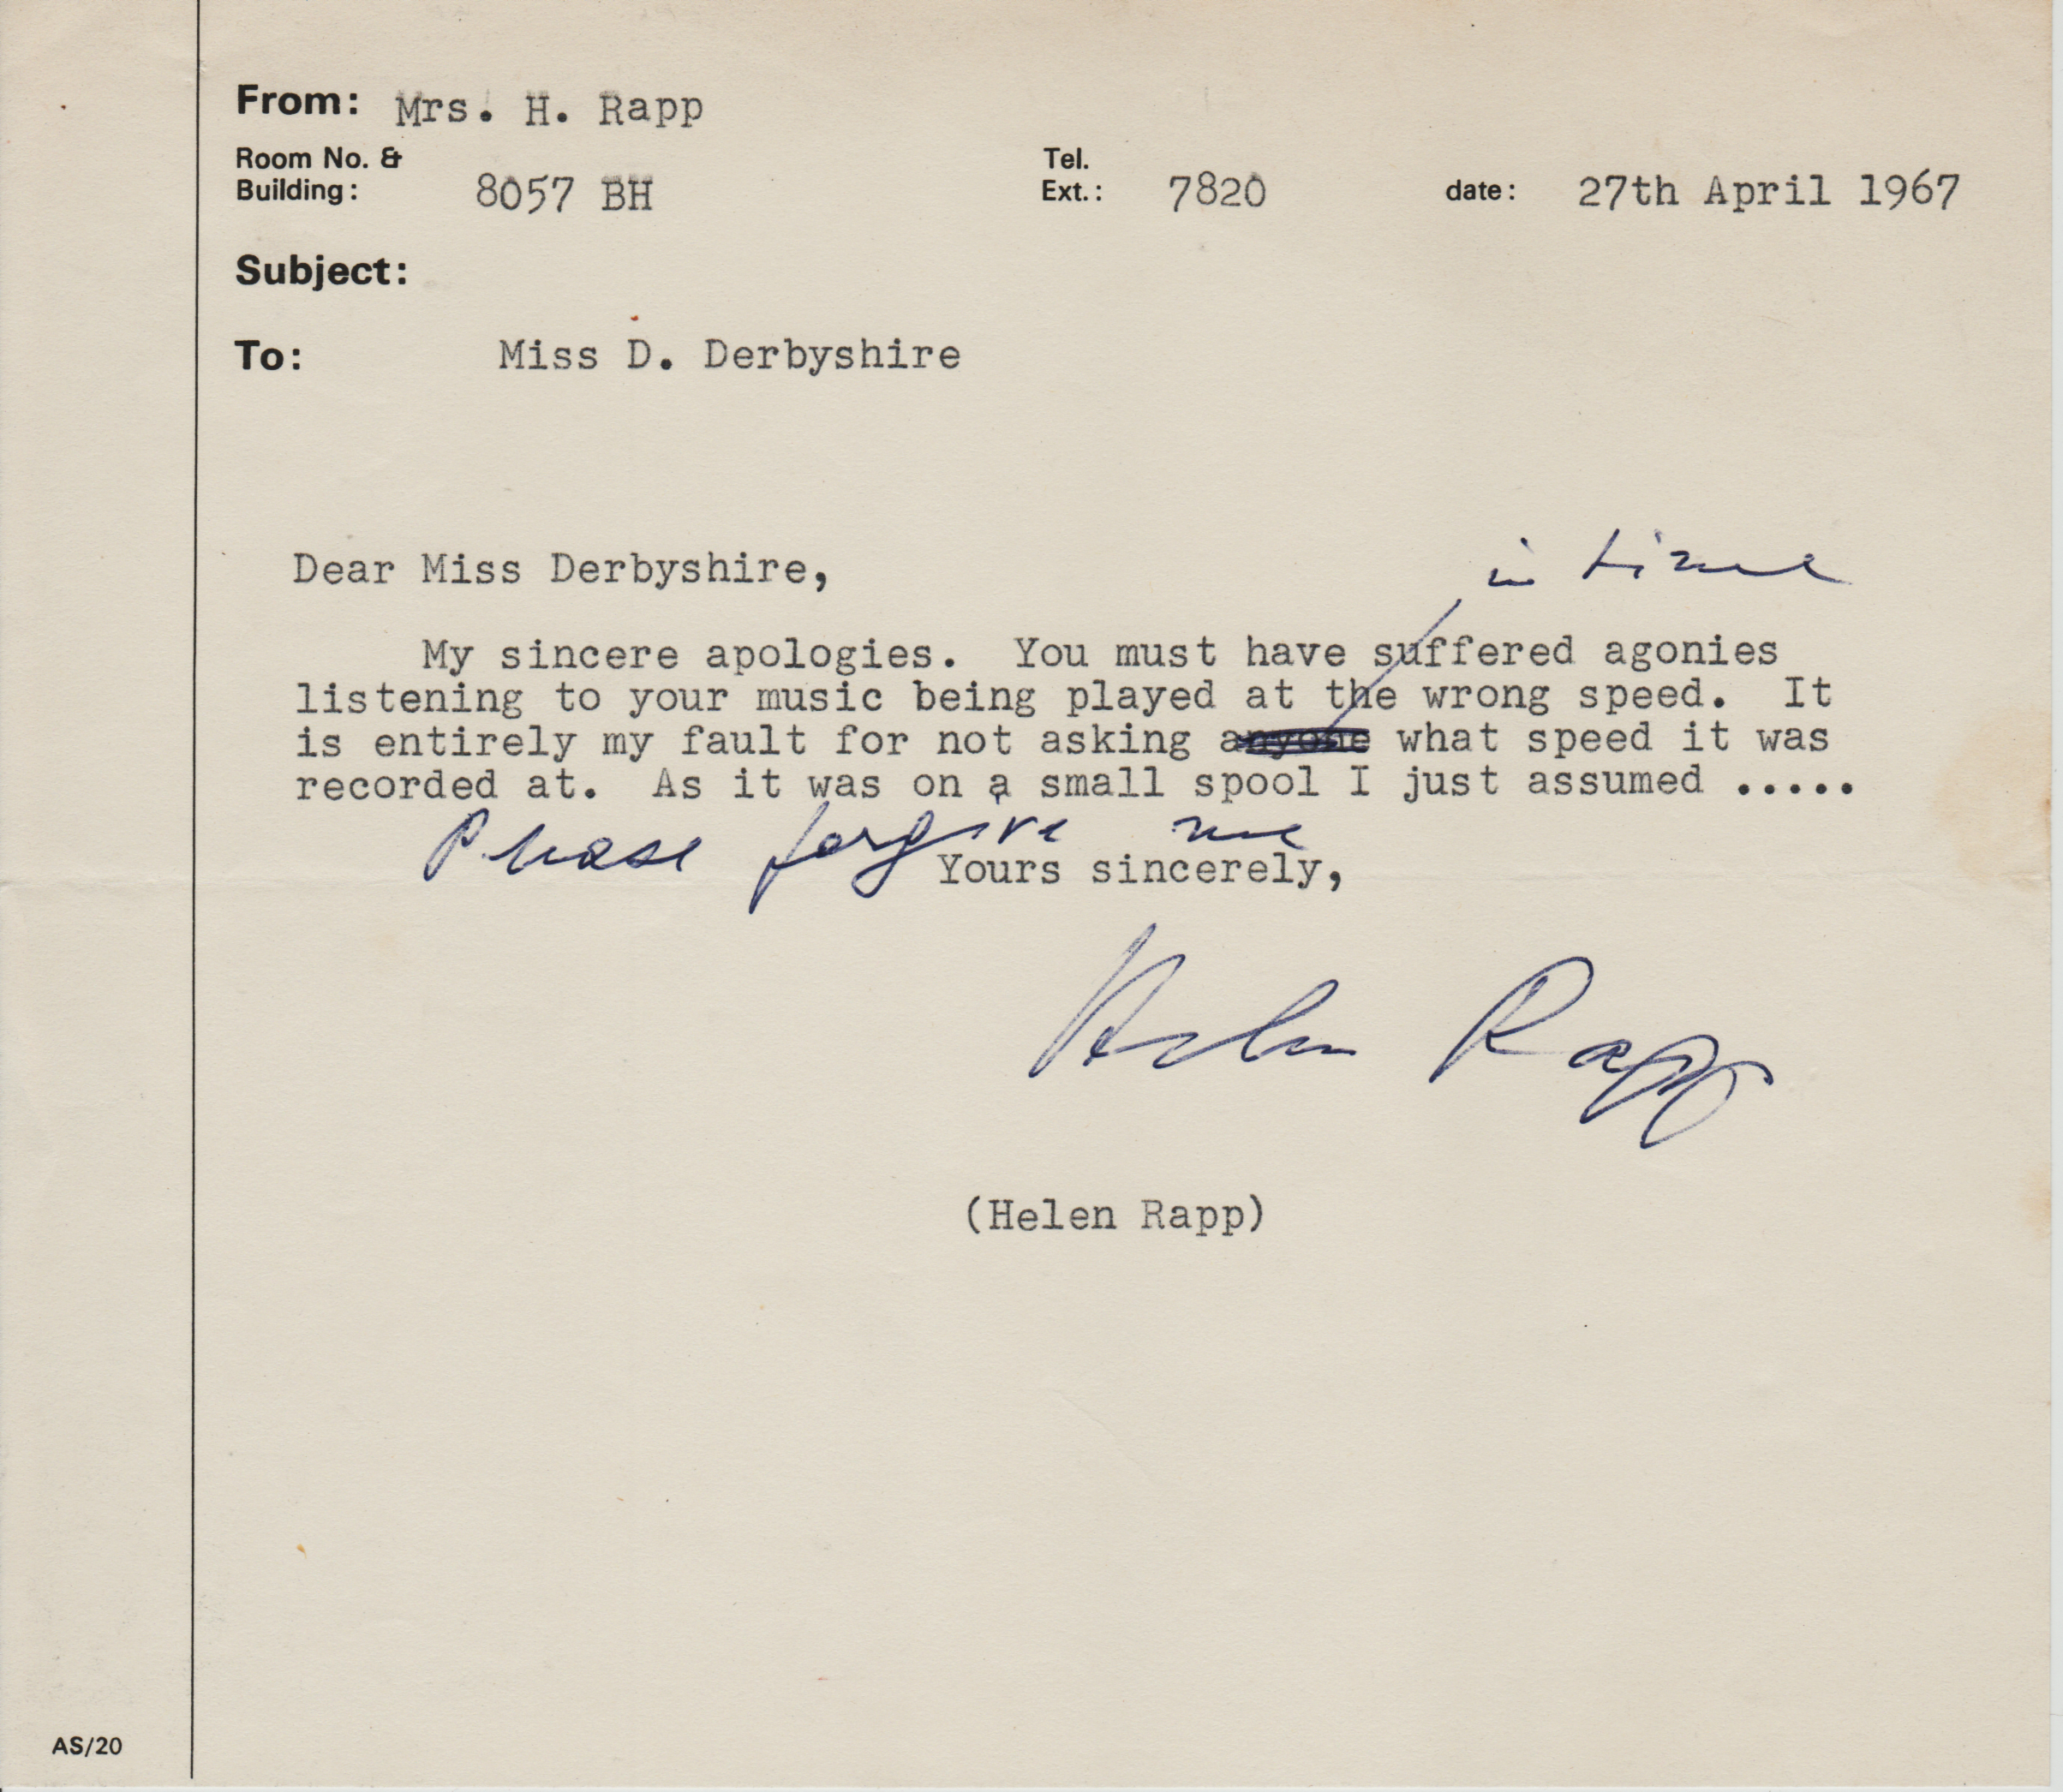 From: Mrs. H. Rapp
Room No. &
Building: 8057 BH Tel. Ext.: 7820 date: 27th April 1967
Subject:
To: Miss D. Derbyshire
Dear Miss Derbyshire,
in time
My sincere apologies. You must have suffered agonies
listening to your music being played at the wrong speed. It
is entirely my fault for not asking anyone what speed it was
recorded at. As it was on a small spool I just assumed .....
Please forgive me
Yours sincerely,
Helen Rapp
(Helen Rapp)
AS/20